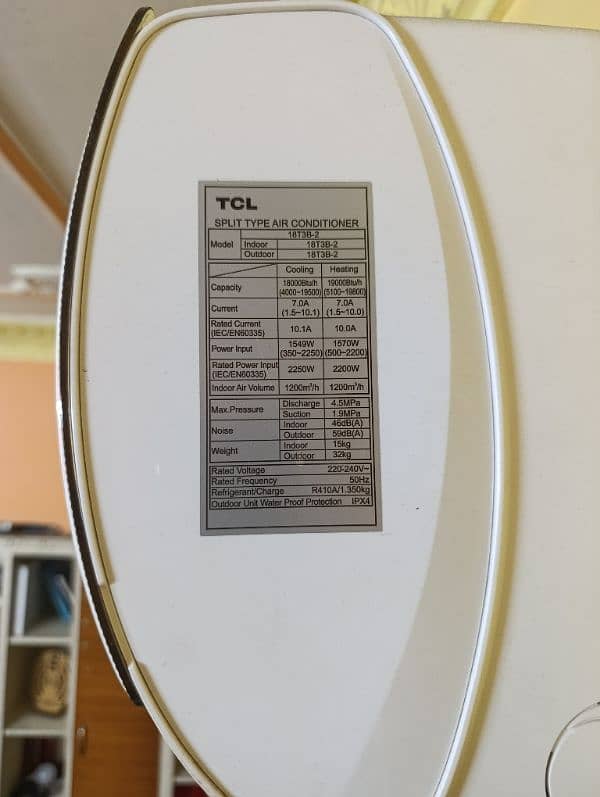 TCL
SPLIT TYPE AIR CONDITIONER
Model 18T3B-2
Indoor 18T3B-2
Outdoor 18T3B-2
Cooling Heating
Capacity 18000Btu/h 19000Btu/h
(4000~19500) (5100~19800)
Current 7.0A 7.0A
(1.5~10.1) (1.5~10.0)
Rated Current
(IEC/EN60335) 10.1A 10.0A
Power Input 1549W 1570W
(350~2250) (500~2200)
Rated Power Input
(IEC/EN60335) 2250W 2200W
Indoor Air Volume 1200m³/h 1200m³/h
Max.Pressure Discharge 4.5MPa
Suction 1.9MPa
Noise Indoor 46dB(A)
Outdoor 59dB(A)
Weight Indoor 15kg
Outdoor 32kg
Rated Voltage 220-240V~
Rated Frequency 50Hz
Refrigerant/Charge R410A/1.350kg
Outdoor Unit Water Proof Protection IPX4